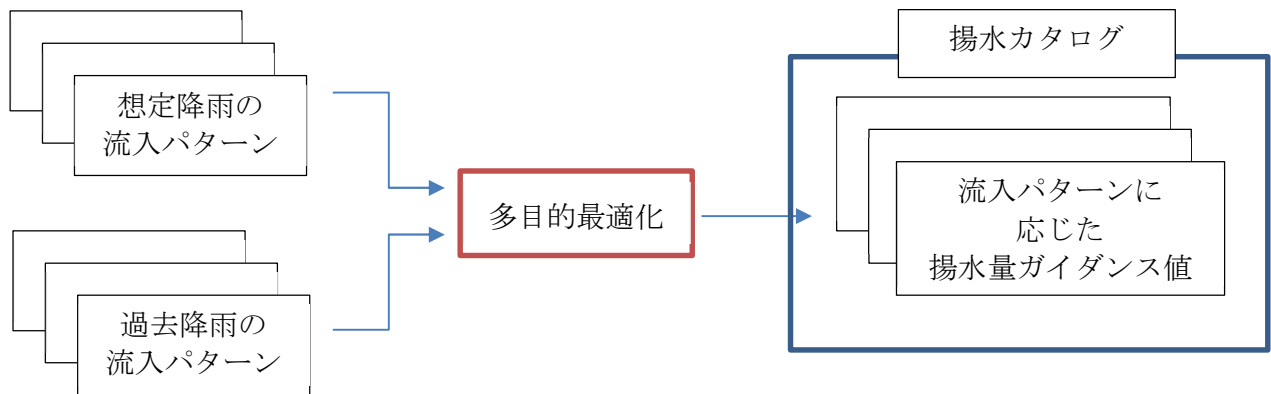 想定降雨の
流入パターン
過去降雨の
流入パターン
多目的最適化
揚水カタログ
流入パターンに
応じた
揚水量ガイダンス値